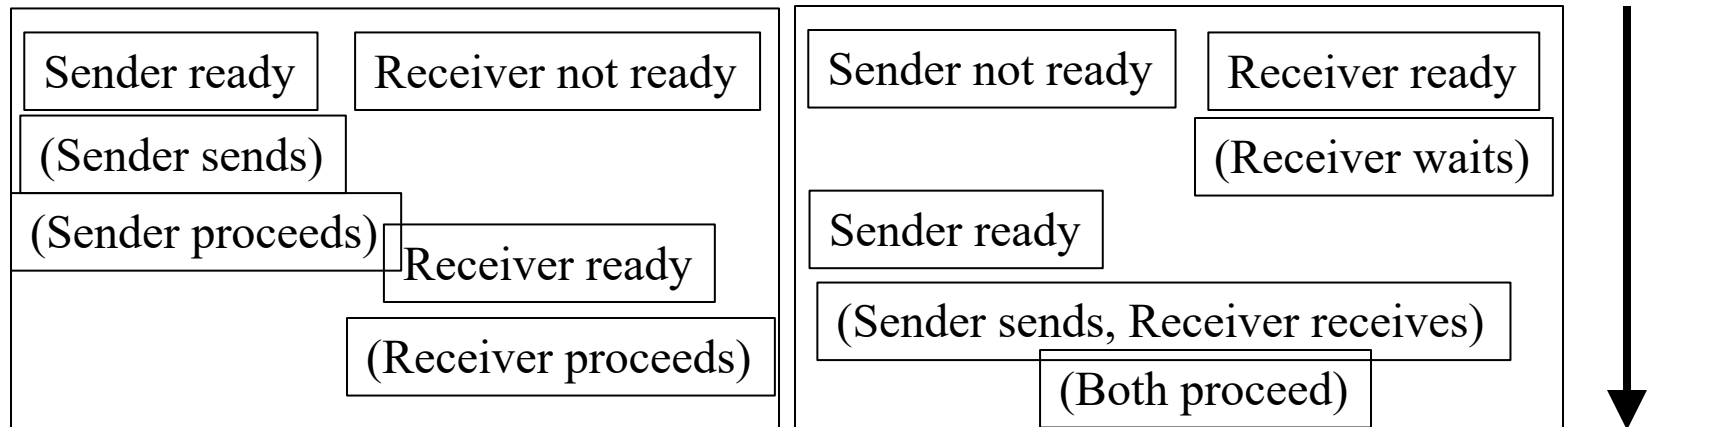 Sender ready
Receiver not ready
(Sender sends)
(Sender proceeds)
Receiver ready
(Receiver proceeds)
Sender not ready
Receiver ready
(Receiver waits)
Sender ready
(Sender sends, Receiver receives)
(Both proceed)